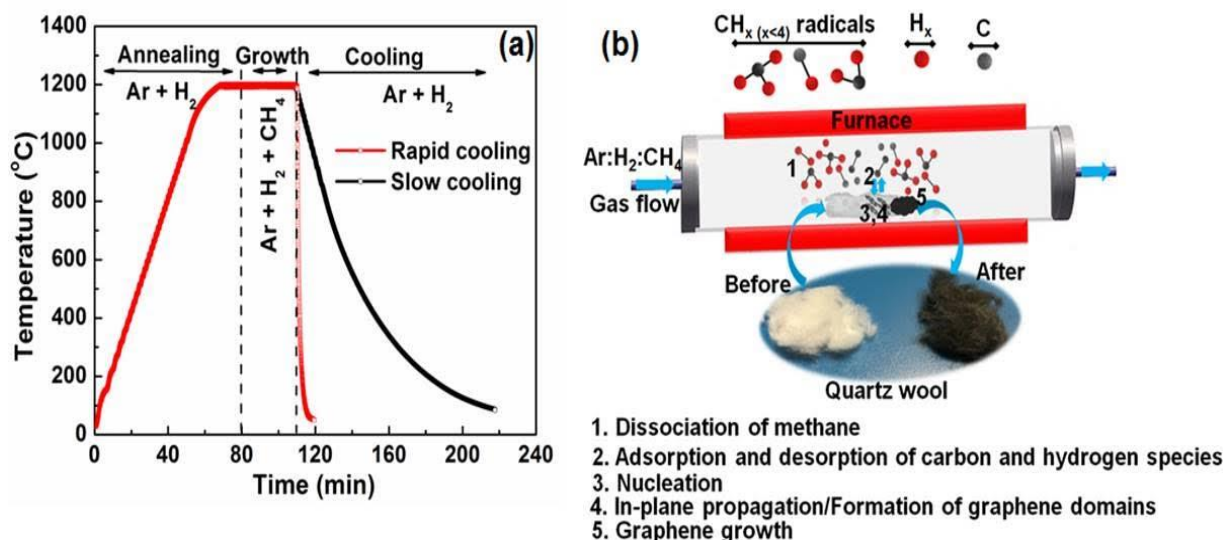 (a)
1400
1200
1000
800
600
400
200
0
Temperature (°C)
Annealing
Growth
Cooling
Ar + H2
Ar + H2 + CH4
Ar + H2
Rapid cooling
Slow cooling
0 40 80 120 160 200 240
Time (min)
(b)
CHx (x<4) radicals
Hx
C
Furnace
Ar:H2:CH4
Gas flow
1
2
3,4
5
Before
After
Quartz wool
1. Dissociation of methane
2. Adsorption and desorption of carbon and hydrogen species
3. Nucleation
4. In-plane propagation/Formation of graphene domains
5. Graphene growth